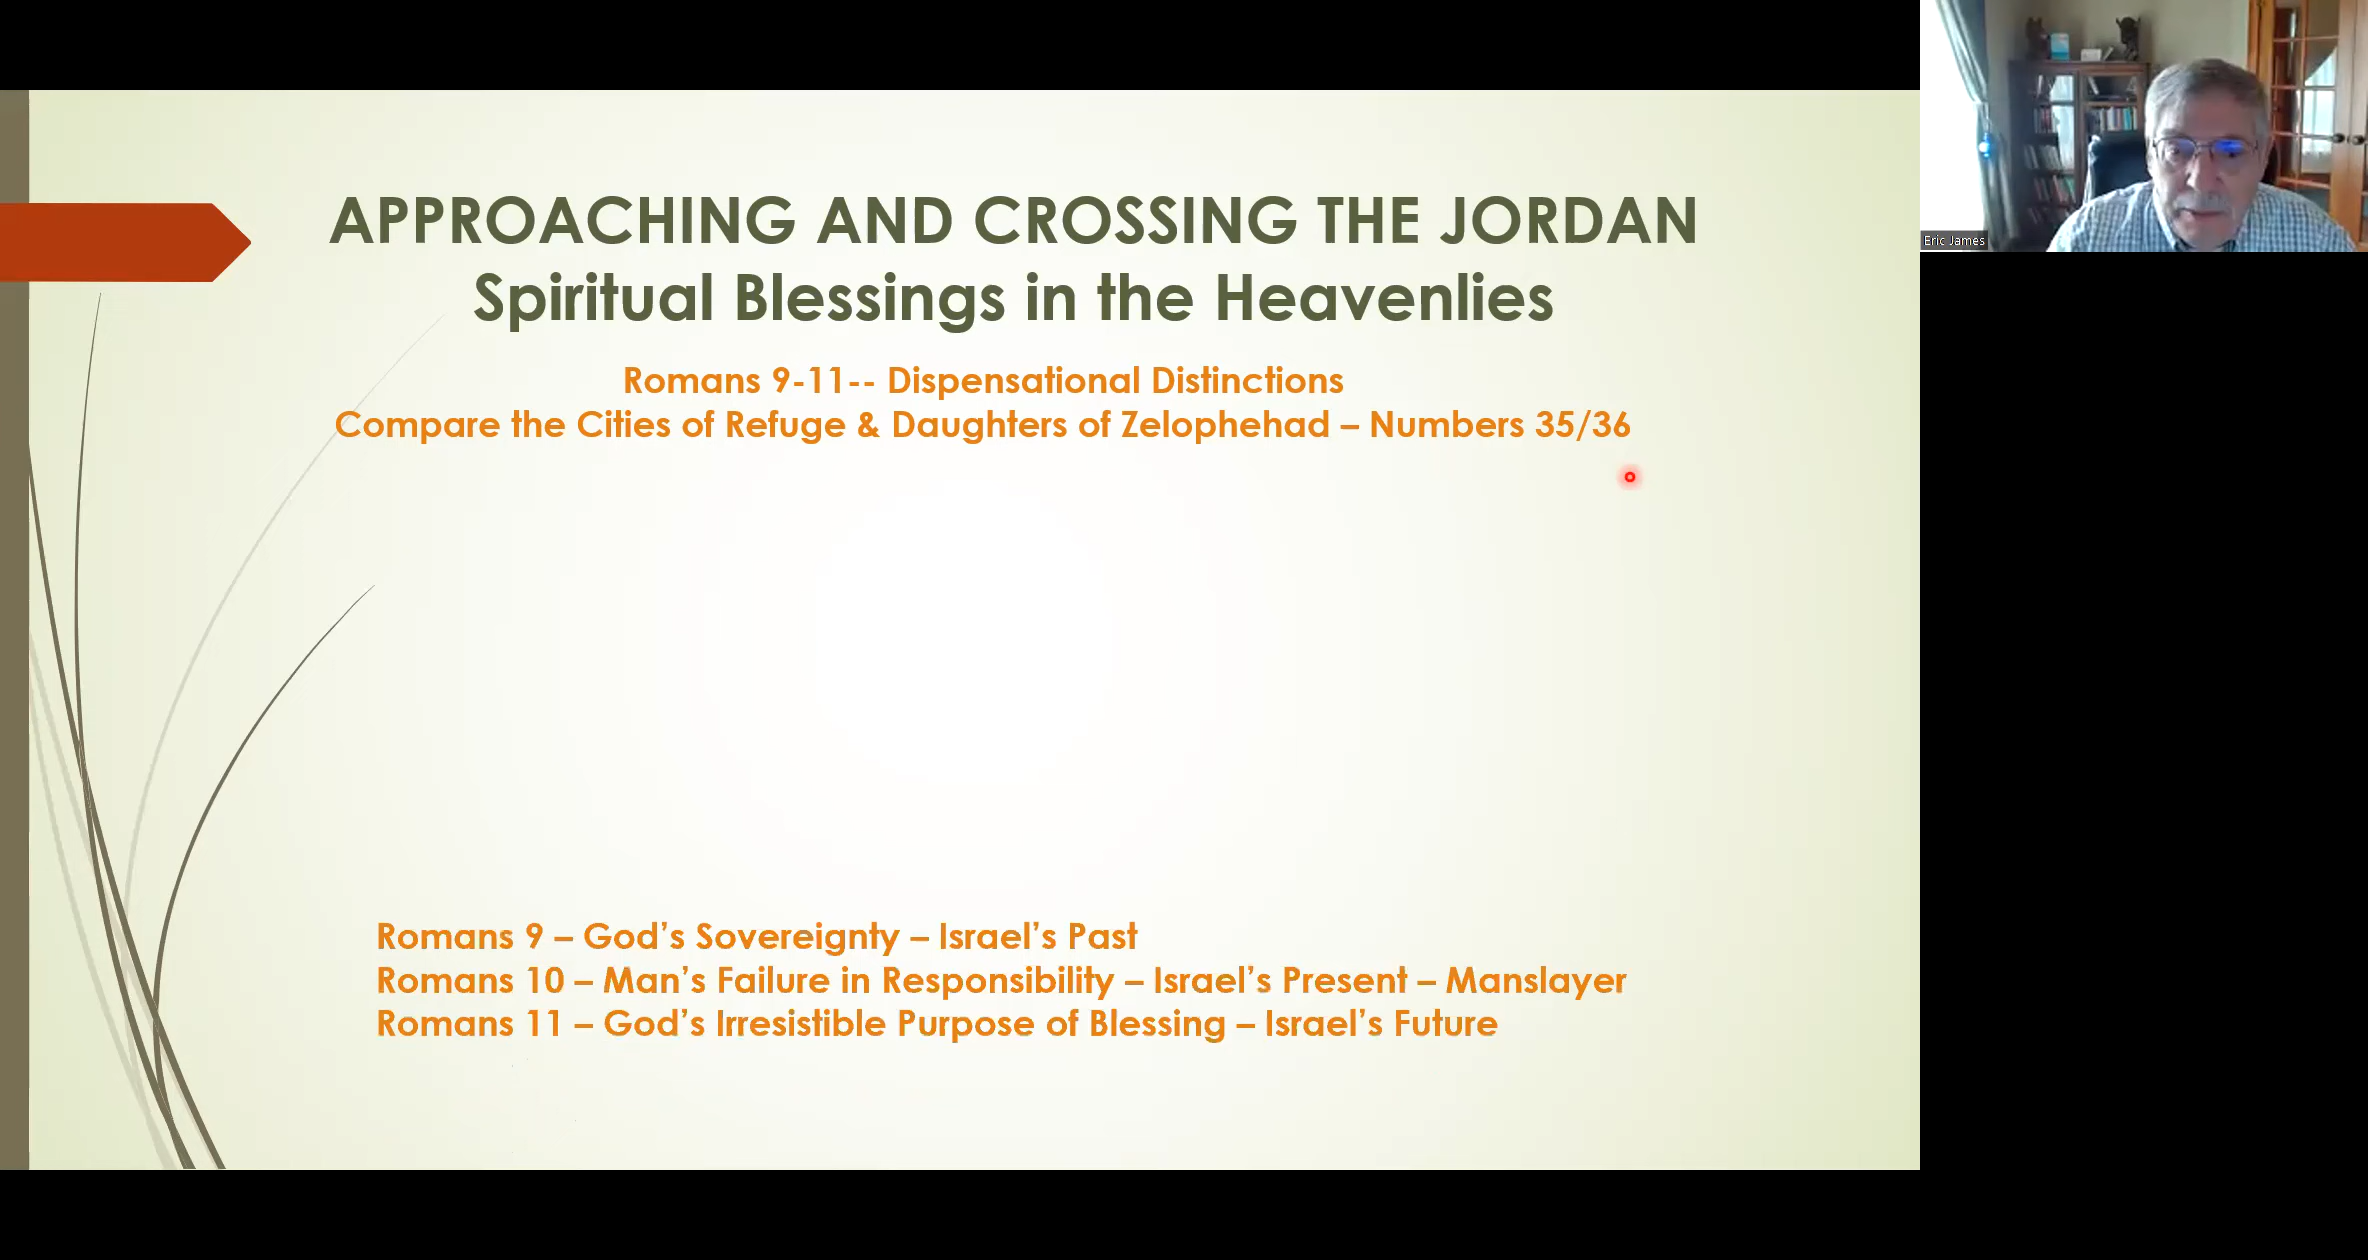 APPROACHING AND CROSSING THE JORDAN
Spiritual Blessings in the Heavenlies
Romans 9-11-- Dispensational Distinctions
Compare the Cities of Refuge & Daughters of Zelophehad – Numbers 35/36
Romans 9 – God’s Sovereignty – Israel’s Past
Romans 10 – Man’s Failure in Responsibility – Israel’s Present – Manslayer
Romans 11 – God’s Irresistible Purpose of Blessing – Israel’s Future
Eric James